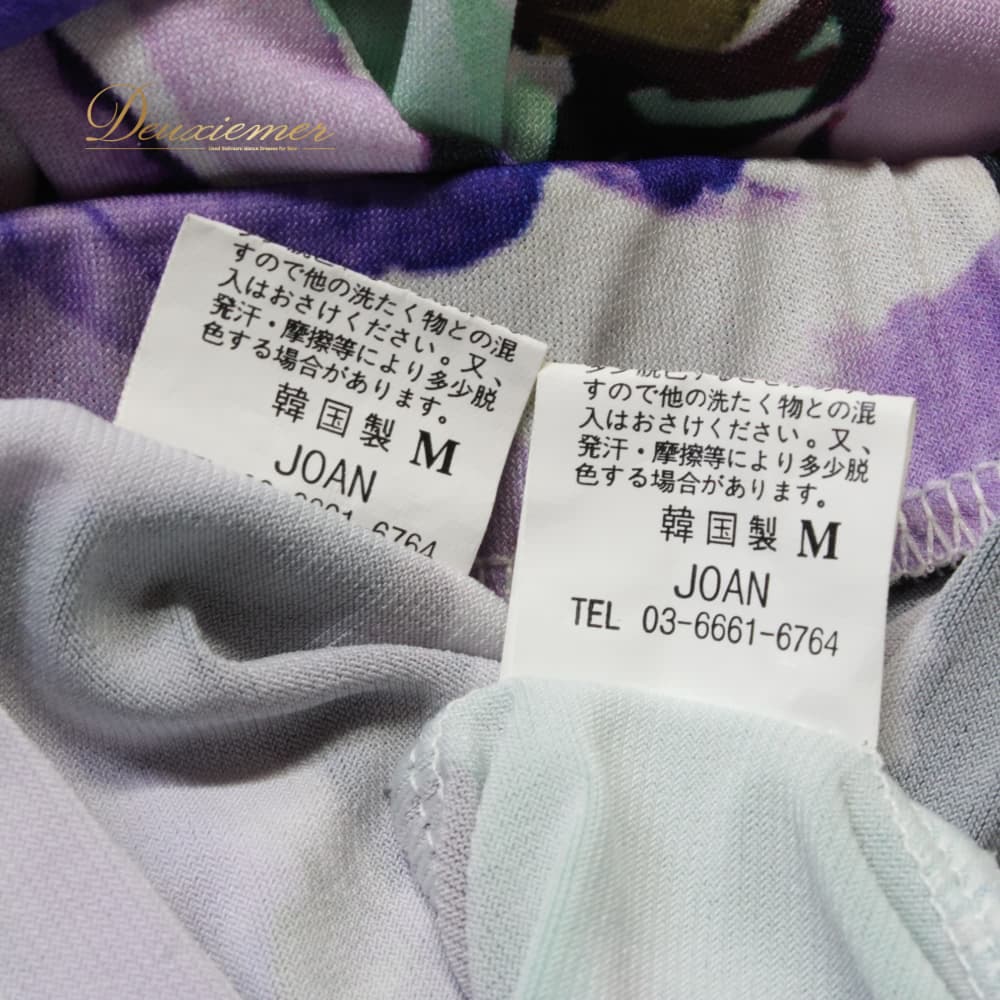 Deuxiemer
すので他の洗たく物との混
入はおさけください。又、
発汗・摩擦等により多少脱
色する場合があります。
韓国製 M
JOAN
6764
すので他の洗たく物との混
入はおさけください。又、
発汗・摩擦等により多少脱
色する場合があります。
韓国製 M
JOAN
TEL 03-6661-6764